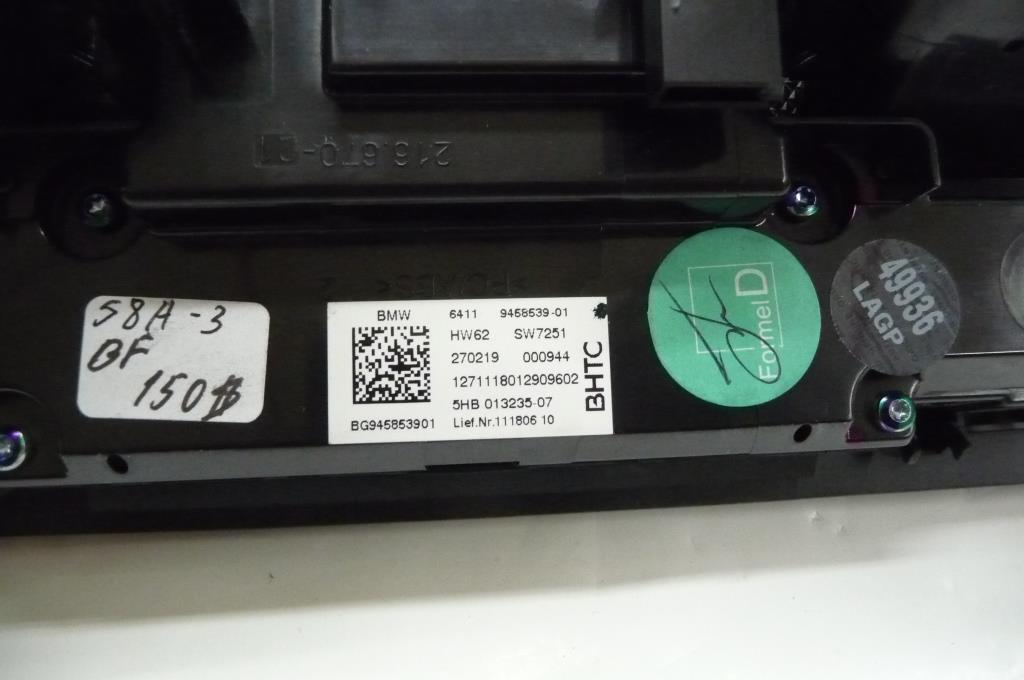 58A-3
BF
150$
BMW 6411 9458539-01
HW62 SW7251
270219 000944
1271118012909602
5HB 013235-07
BG945853901 Lief.Nr.111806 10
BHTC
Formel D
49936
LAGP